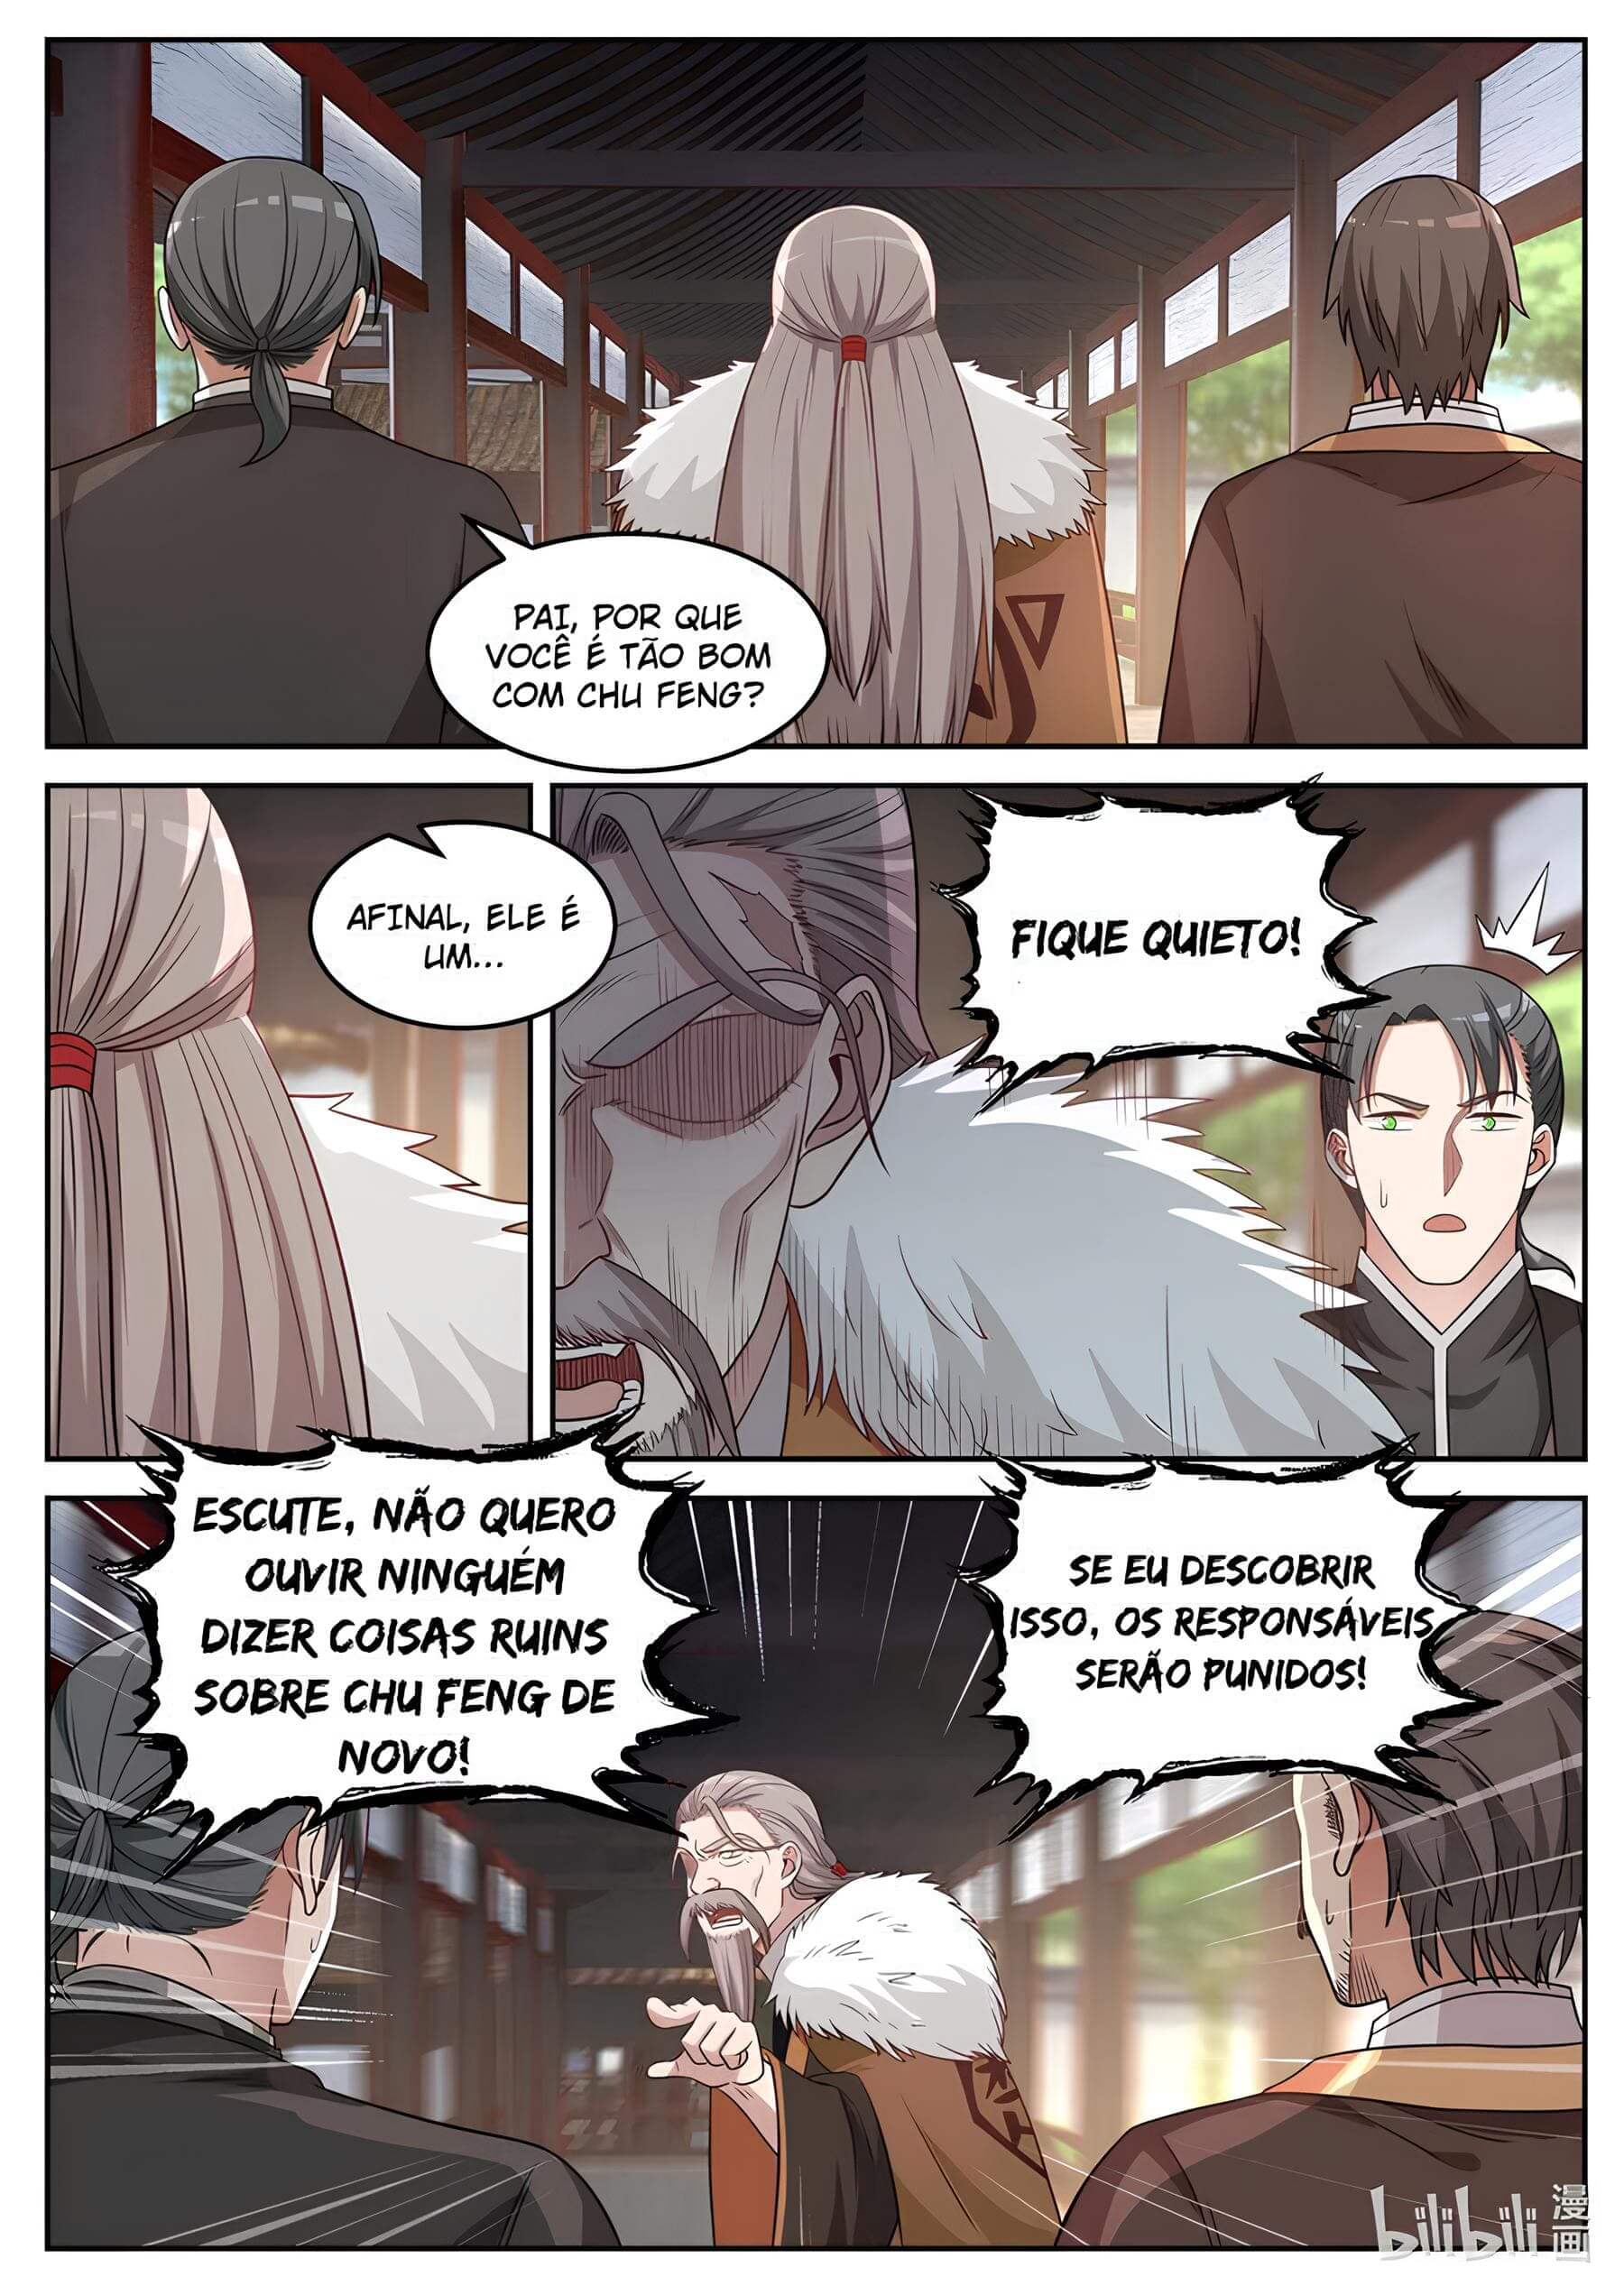 PAI, POR QUE
VOCÊ É TÃO BOM
COM CHU FENG?
AFINAL, ELE É
UM...
FIQUE QUIETO!
ESCUTE, NÃO QUERO
OUVIR NINGUÉM
DIZER COISAS RUINS
SOBRE CHU FENG DE
NOVO!
SE EU DESCOBRIR
ISSO, OS RESPONSÁVEIS
SERÃO PUNIDOS!
bilibili 漫画